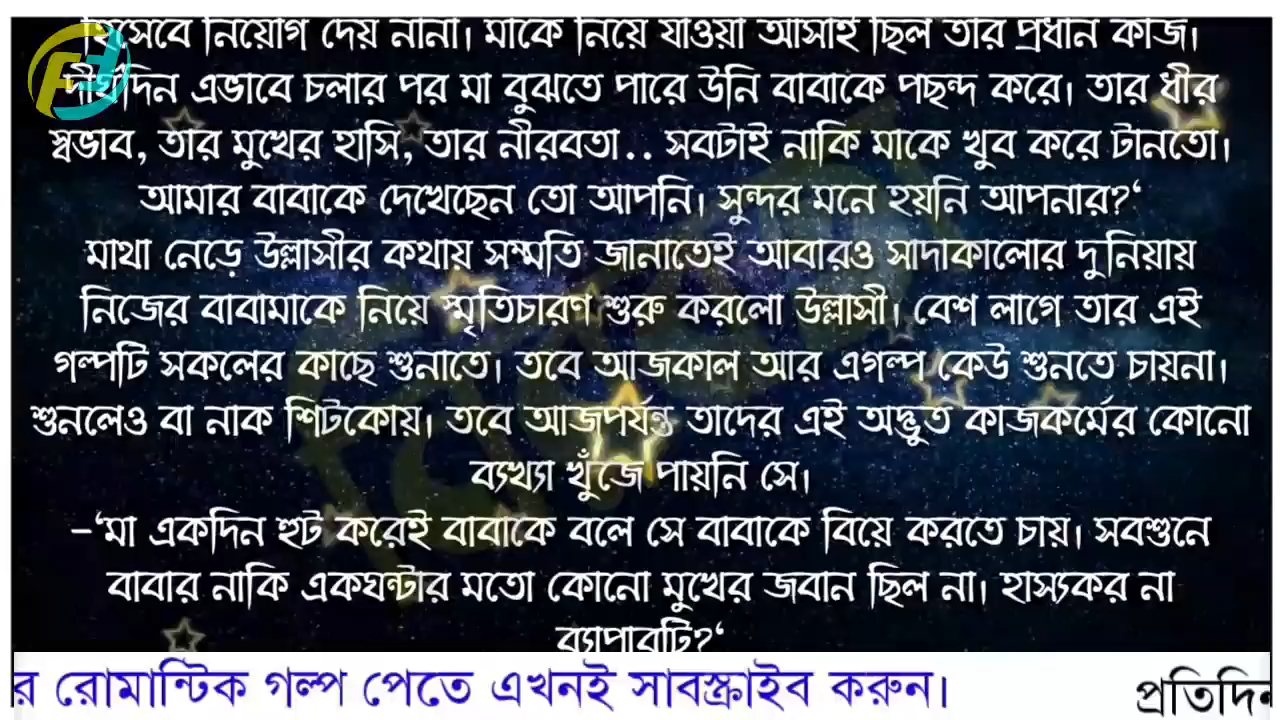 হিসেবে নিয়োগ দেয় নানা। মাকে নিয়ে যাওয়া আসাই ছিল তার প্রধান কাজ।
দীর্ঘদিন এভাবে চলার পর মা বুঝতে পারে উনি বাবাকে পছন্দ করে। তার ধীর
স্বভাব, তার মুখের হাসি, তার নীরবতা.. সবটাই নাকি মাকে খুব করে টানতো।
আমার বাবাকে দেখেছেন তো আপনি। সুন্দর মনে হয়নি আপনার?‘
মাথা নেড়ে উল্লাসীর কথায় সম্মতি জানাতেই আবারও সাদাকালোর দুনিয়ায়
নিজের বাবামাকে নিয়ে স্মৃতিচারণ শুরু করলো উল্লাসী। বেশ লাগে তার এই
গল্পটি সকলের কাছে শুনাতে। তবে আজকাল আর এগল্প কেউ শুনতে চায়না।
শুনলেও বা নাক শিটকোয়। তবে আজপর্যন্ত তাদের এই অদ্ভুত কাজকর্মের কোনো
ব্যখ্যা খুঁজে পায়নি সে।
-‘মা একদিন হুট করেই বাবাকে বলে সে বাবাকে বিয়ে করতে চায়। সবশুনে
বাবার নাকি একঘন্টার মতো কোনো মুখের জবান ছিল না। হাস্যকর না
ব্যাপারটি?‘
র রোমান্টিক গল্প পেতে এখনই সাবস্ক্রাইব করুন। প্রতিদিন